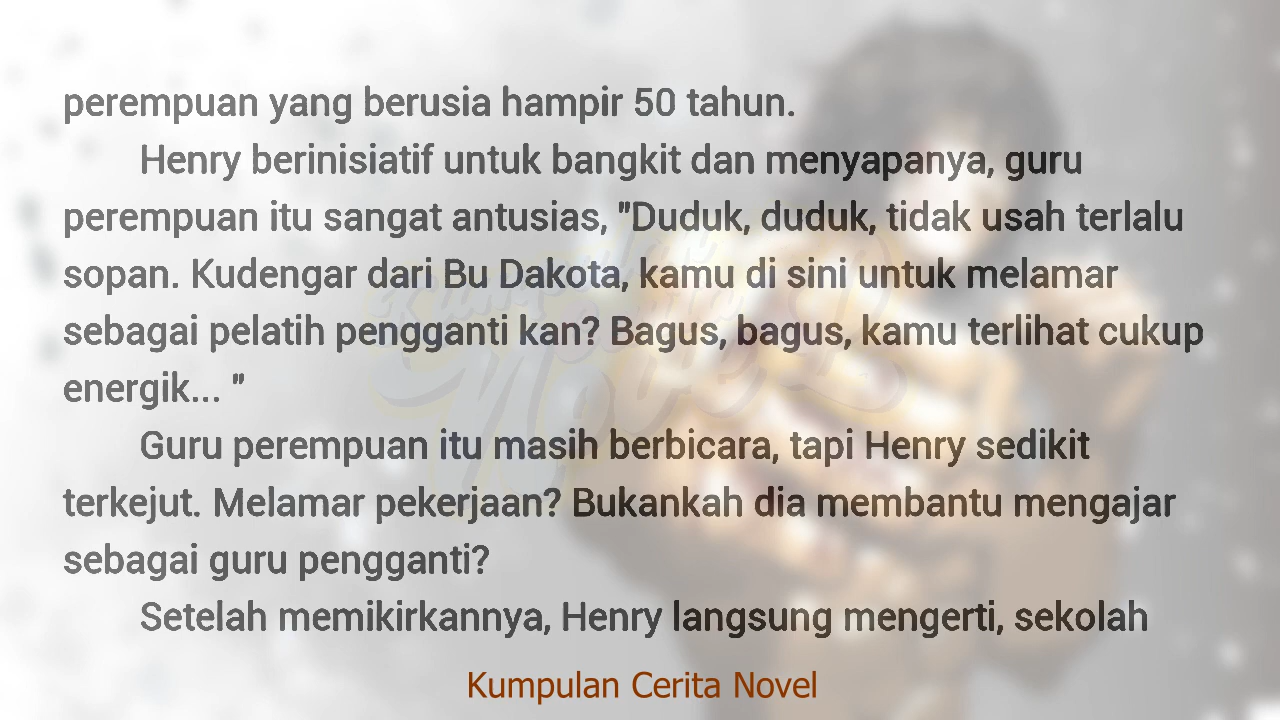 perempuan yang berusia hampir 50 tahun.
Henry berinisiatif untuk bangkit dan menyapanya, guru
perempuan itu sangat antusias, "Duduk, duduk, tidak usah terlalu
sopan. Kudengar dari Bu Dakota, kamu di sini untuk melamar
sebagai pelatih pengganti kan? Bagus, bagus, kamu terlihat cukup
energik... "
Guru perempuan itu masih berbicara, tapi Henry sedikit
terkejut. Melamar pekerjaan? Bukankah dia membantu mengajar
sebagai guru pengganti?
Setelah memikirkannya, Henry langsung mengerti, sekolah
Kumpulan Cerita Novel